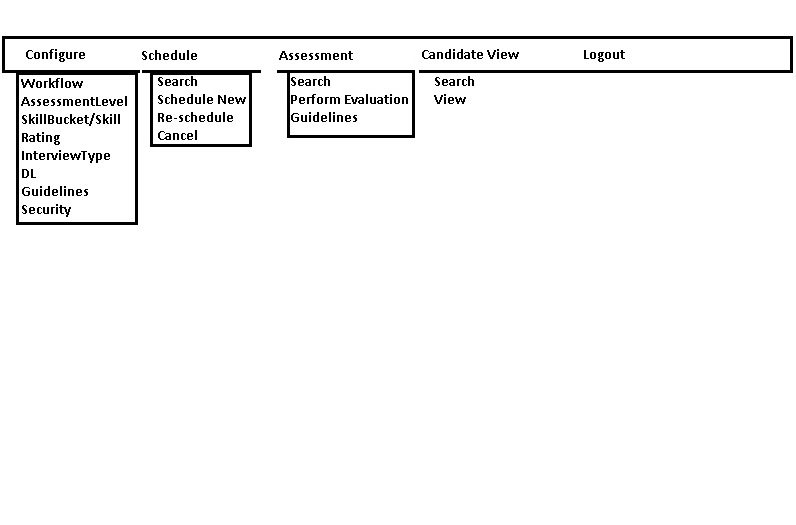 Configure Schedule Assessment Candidate View Logout
Workflow
AssessmentLevel
SkillBucket/Skill
Rating
InterviewType
DL
Guidelines
Security
Search
Schedule New
Re-schedule
Cancel
Search
Perform Evaluation
Guidelines
Search
View